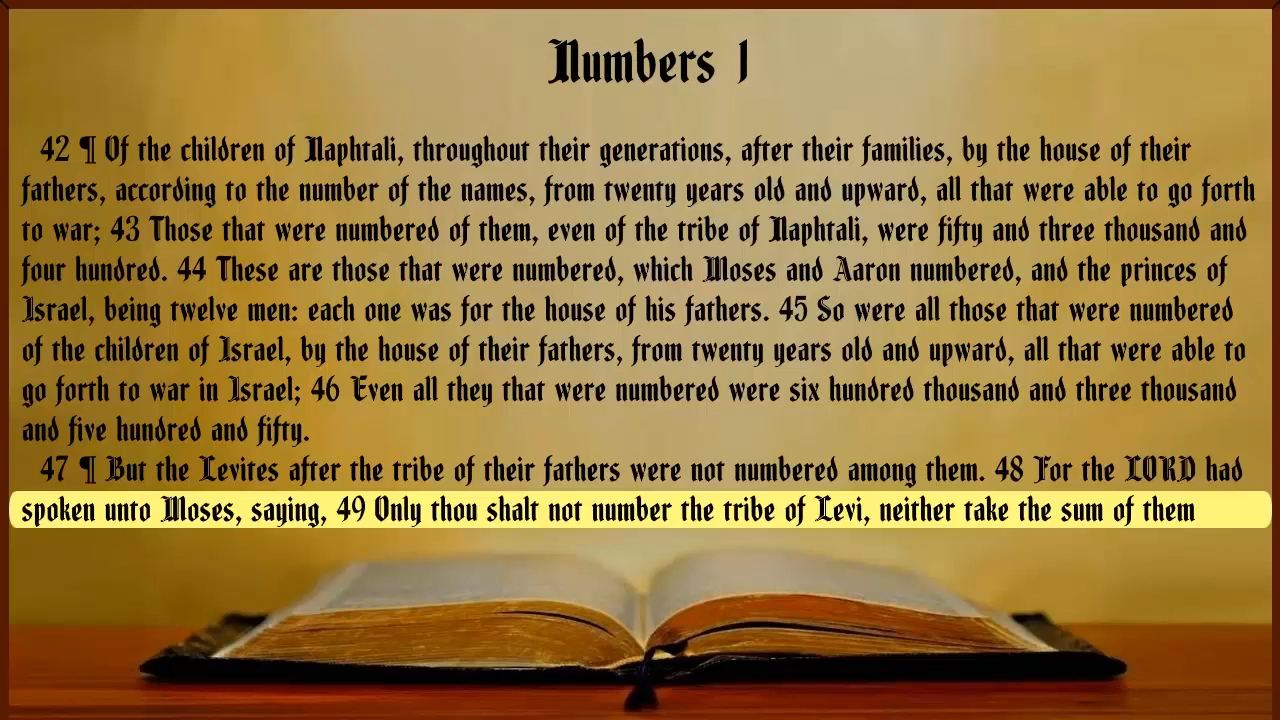 Numbers 1
42 ¶ Of the children of Naphtali, throughout their generations, after their families, by the house of their
fathers, according to the number of the names, from twenty years old and upward, all that were able to go forth
to war; 43 Those that were numbered of them, even of the tribe of Naphtali, were fifty and three thousand and
four hundred. 44 These are those that were numbered, which Moses and Aaron numbered, and the princes of
Israel, being twelve men: each one was for the house of his fathers. 45 So were all those that were numbered
of the children of Israel, by the house of their fathers, from twenty years old and upward, all that were able to
go forth to war in Israel; 46 Even all they that were numbered were six hundred thousand and three thousand
and five hundred and fifty.
47 ¶ But the Levites after the tribe of their fathers were not numbered among them. 48 For the LORD had
spoken unto Moses, saying, 49 Only thou shalt not number the tribe of Levi, neither take the sum of them